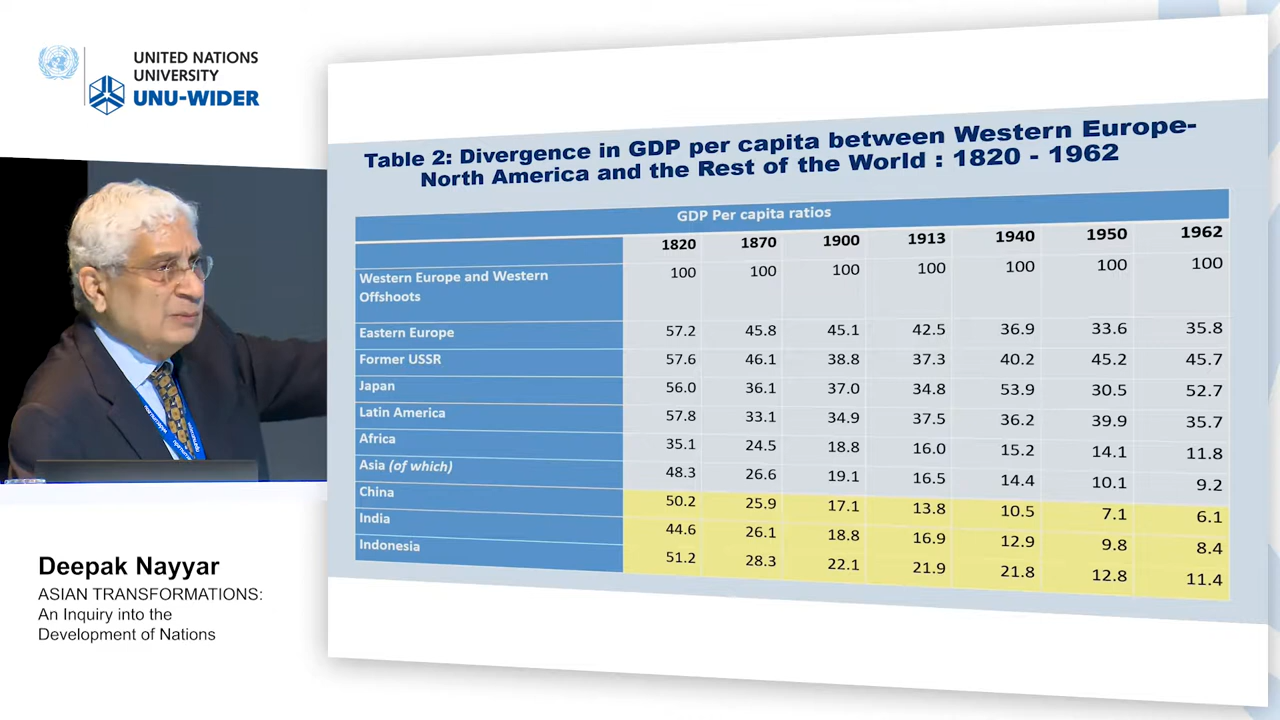 UNITED NATIONS
UNIVERSITY
UNU-WIDER
Table 2: Divergence in GDP per capita between Western Europe-
North America and the Rest of the World : 1820 - 1962
GDP Per capita ratios
1820 1870 1900 1913 1940 1950 1962
Western Europe and Western
Offshoots 100 100 100 100 100 100 100
Eastern Europe 57.2 45.8 45.1 42.5 36.9 33.6 35.8
Former USSR 57.6 46.1 38.8 37.3 40.2 45.2 45.7
Japan 56.0 36.1 37.0 34.8 53.9 30.5 52.7
Latin America 57.8 33.1 34.9 37.5 36.2 39.9 35.7
Africa 35.1 24.5 18.8 16.0 15.2 14.1 11.8
Asia (of which) 48.3 26.6 19.1 16.5 14.4 10.1 9.2
China 50.2 25.9 17.1 13.8 10.5 7.1 6.1
India 44.6 26.1 18.8 16.9 12.9 9.8 8.4
Indonesia 51.2 28.3 22.1 21.9 21.8 12.8 11.4
Deepak Nayyar
ASIAN TRANSFORMATIONS:
An Inquiry into the
Development of Nations